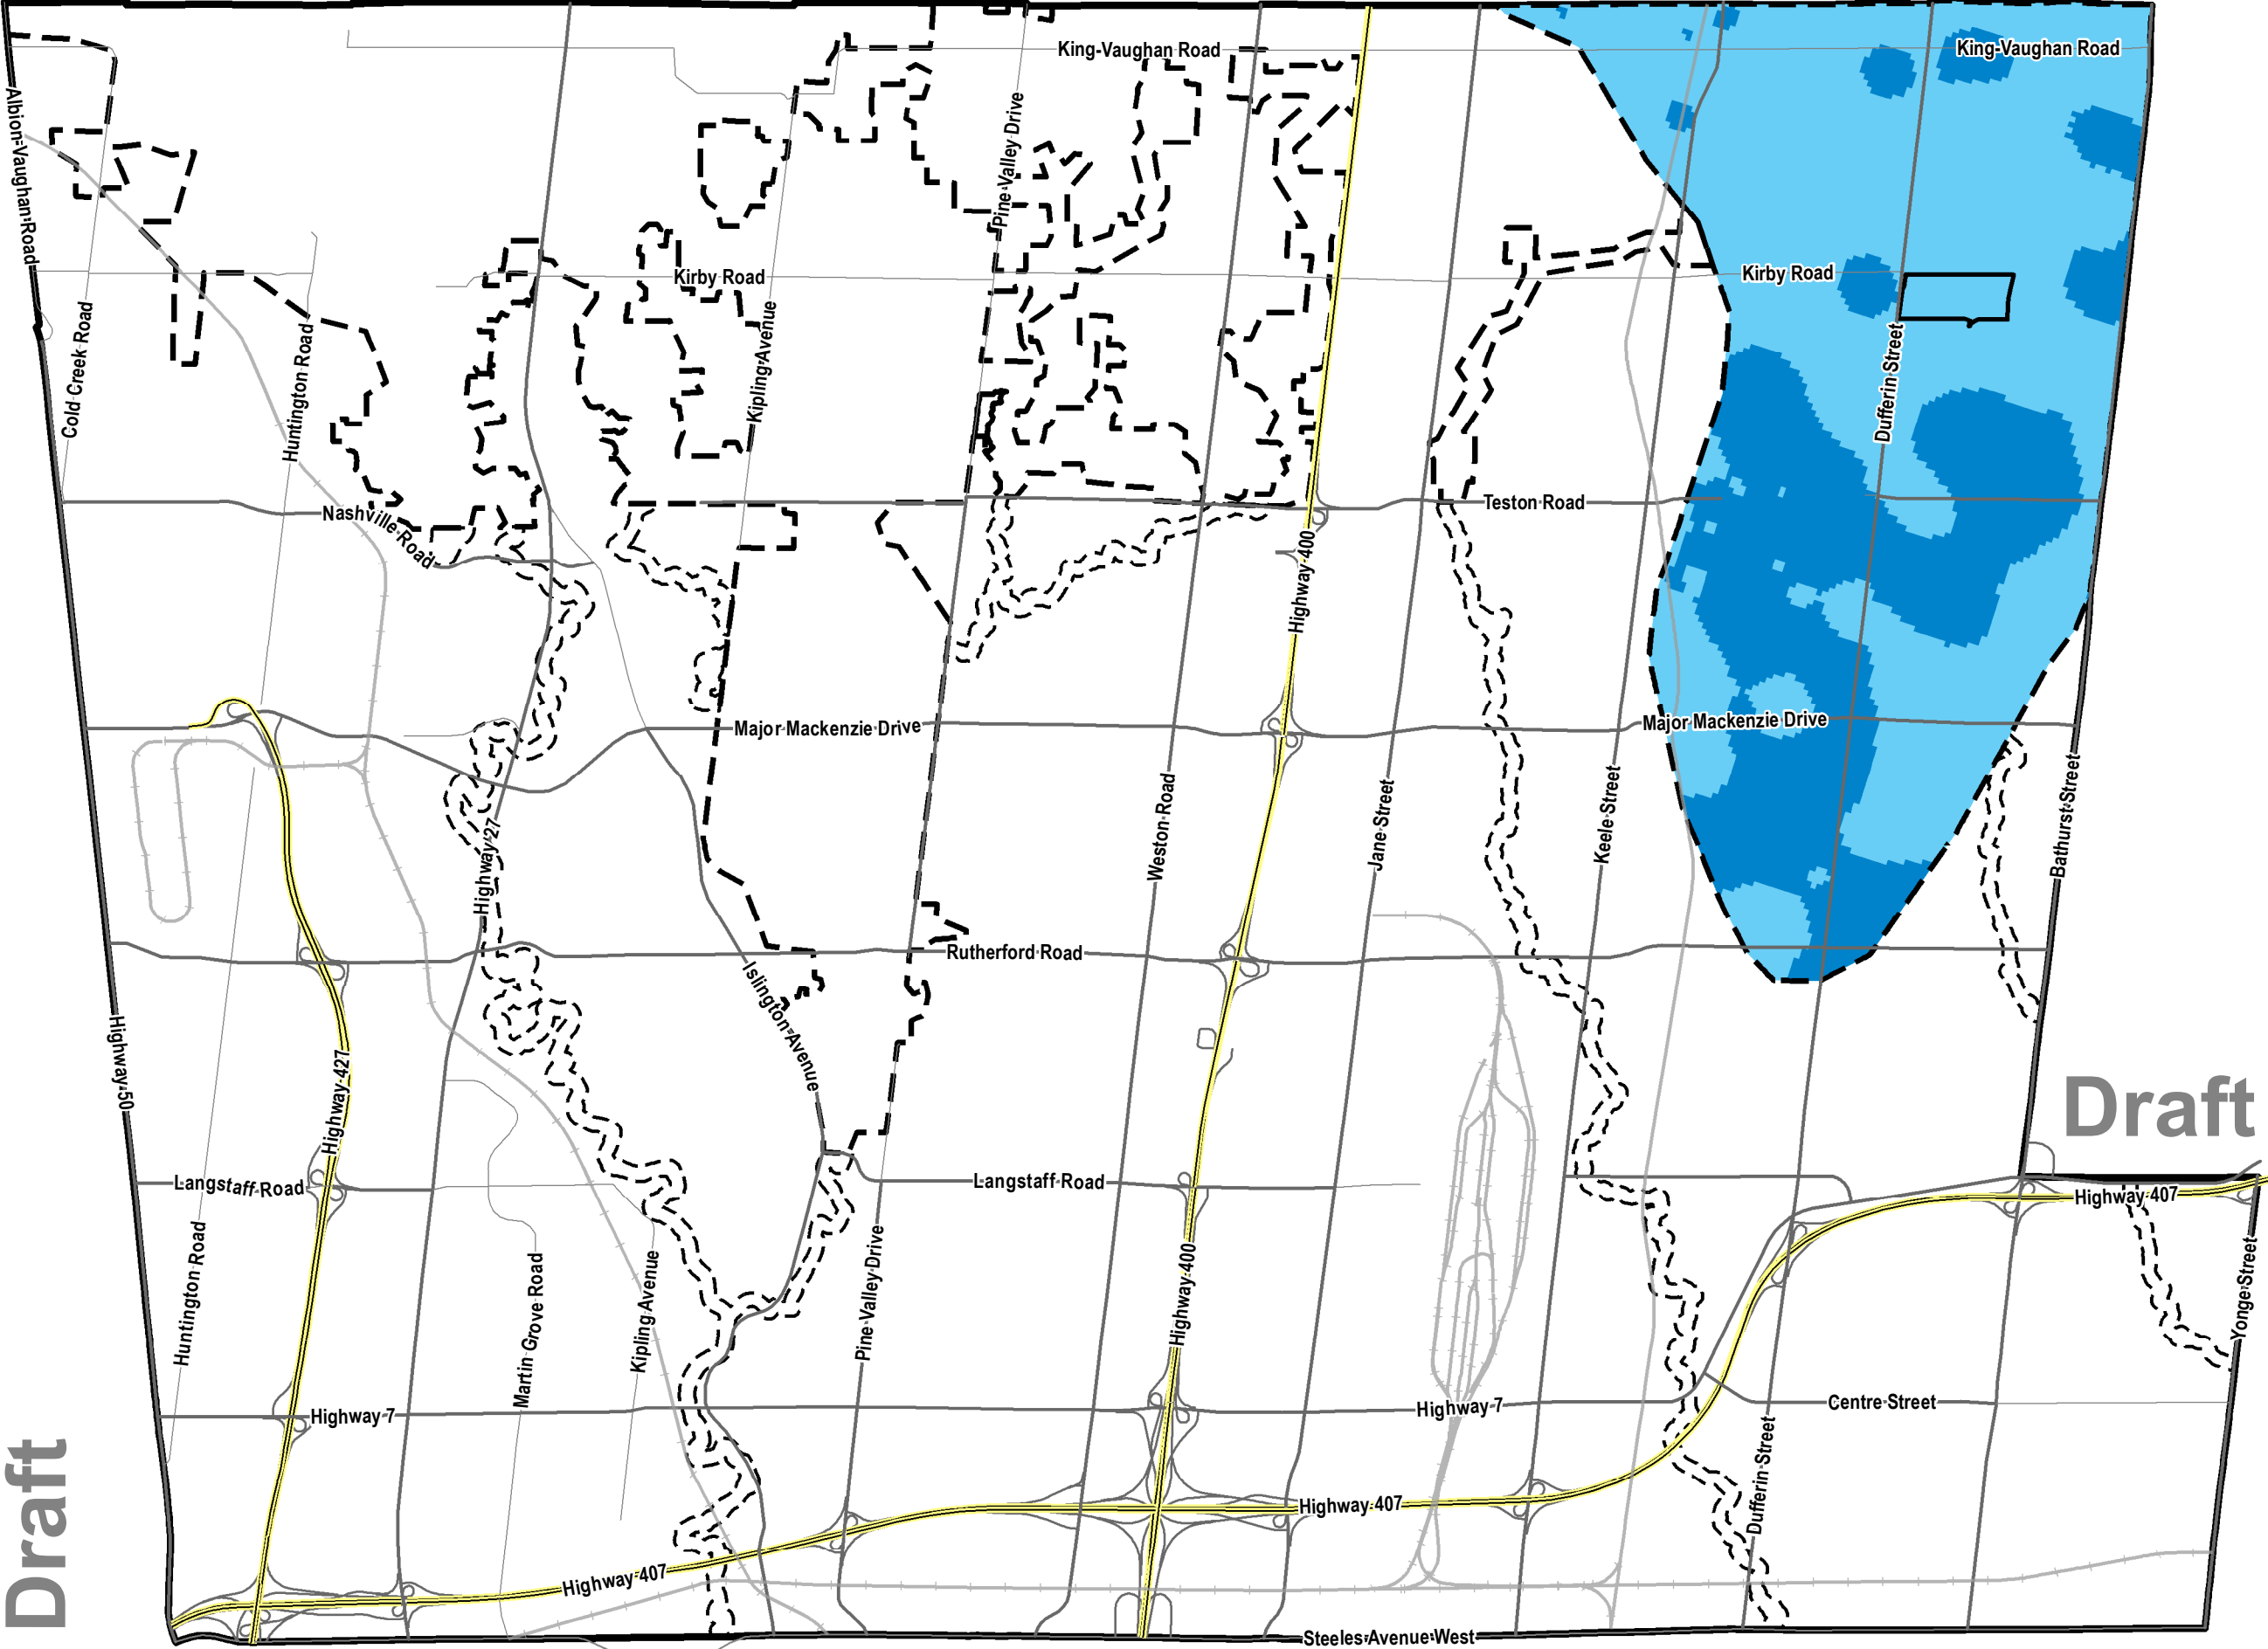 King-Vaughan Road
King-Vaughan Road
Albion-Vaughan Road
Pine Valley Drive
Kirby Road
Kirby Road
Cold Creek Road
Huntington Road
Kipling Avenue
Dufferin Street
Nashville Road
Teston Road
Highway 400
Major Mackenzie Drive
Major Mackenzie Drive
Highway 27
Weston Road
Jane Street
Keele Street
Bathurst Street
Rutherford Road
Islington Avenue
Highway 50
Highway 427
Draft
Langstaff Road
Langstaff Road
Highway 407
Huntington Road
Martin Grove Road
Kipling Avenue
Pine Valley Drive
Highway 400
Yonge Street
Highway 7
Highway 7
Centre Street
Dufferin Street
Draft
Highway 407
Highway 407
Steeles Avenue West